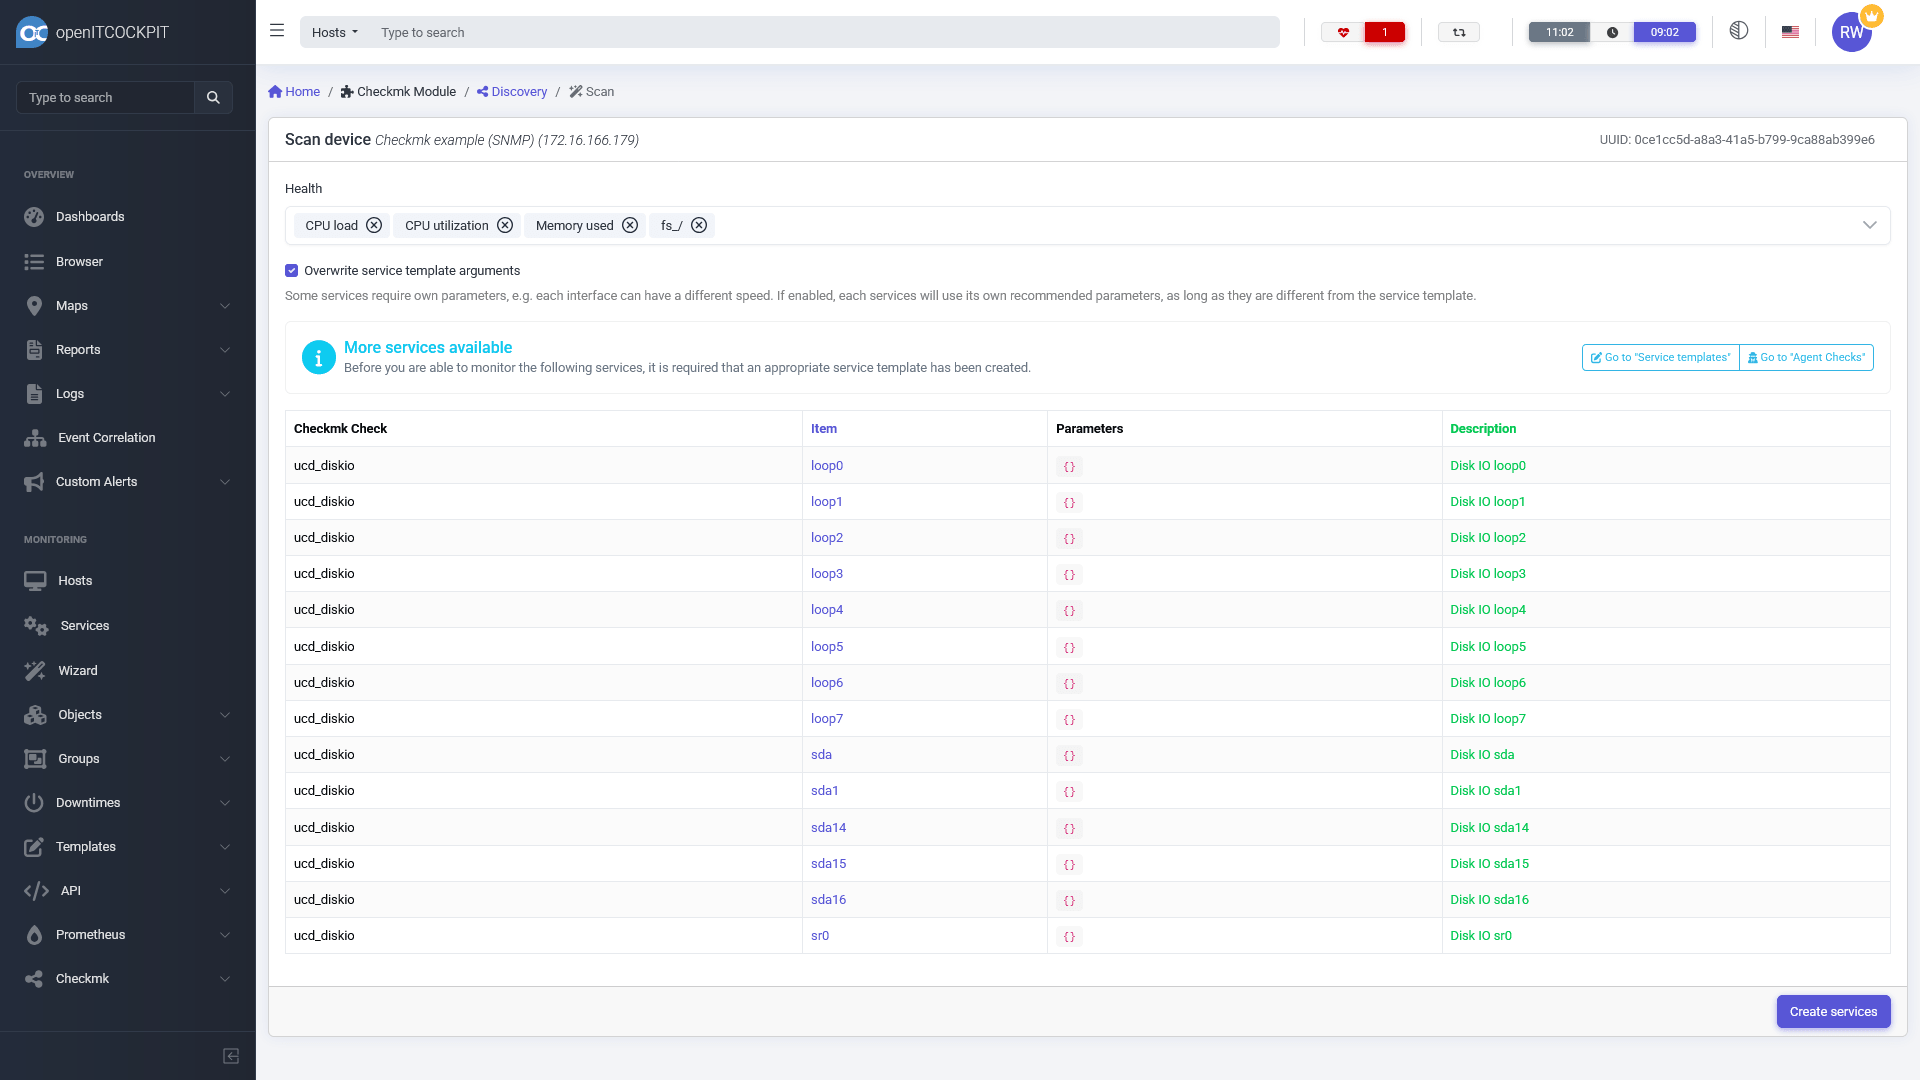 openITCOCKPIT
Type to search
OVERVIEW
Dashboards
Browser
Maps
Reports
Logs
Event Correlation
Custom Alerts
MONITORING
Hosts
Services
Wizard
Objects
Groups
Downtimes
Templates
API
Prometheus
Checkmk
Hosts Type to search 1 11:02 09:02 RW
Home / Checkmk Module / Discovery / Scan
Scan device Checkmk example (SNMP) (172.16.166.179) UUID: 0ce1cc5d-a8a3-41a5-b799-9ca88ab399e6
Health
CPU load CPU utilization Memory used fs_/
Overwrite service template arguments
Some services require own parameters, e.g. each interface can have a different speed. If enabled, each services will use its own recommended parameters, as long as they are different from the service template.
More services available
Before you are able to monitor the following services, it is required that an appropriate service template has been created.
Go to "Service templates" Go to "Agent Checks"
Checkmk Check Item Parameters Description
ucd_diskio loop0 {} Disk IO loop0
ucd_diskio loop1 {} Disk IO loop1
ucd_diskio loop2 {} Disk IO loop2
ucd_diskio loop3 {} Disk IO loop3
ucd_diskio loop4 {} Disk IO loop4
ucd_diskio loop5 {} Disk IO loop5
ucd_diskio loop6 {} Disk IO loop6
ucd_diskio loop7 {} Disk IO loop7
ucd_diskio sda {} Disk IO sda
ucd_diskio sda1 {} Disk IO sda1
ucd_diskio sda14 {} Disk IO sda14
ucd_diskio sda15 {} Disk IO sda15
ucd_diskio sda16 {} Disk IO sda16
ucd_diskio sr0 {} Disk IO sr0
Create services